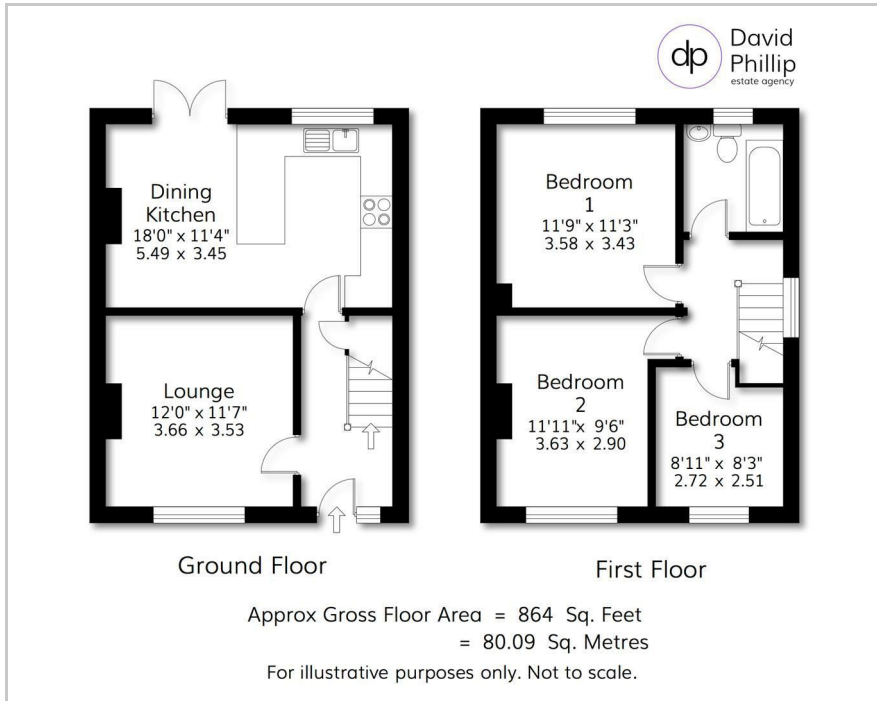 dp
David
Phillip
estate agency
Dining
Kitchen
18'0" x 11'4"
5.49 x 3.45
Lounge
12'0" x 11'7"
3.66 x 3.53
Ground Floor
Bedroom
1
11'9" x 11'3"
3.58 x 3.43
Bedroom
2
11'11"x 9'6"
3.63 x 2.90
Bedroom
3
8'11" x 8'3"
2.72 x 2.51
First Floor
Approx Gross Floor Area = 864 Sq. Feet
= 80.09 Sq. Metres
For illustrative purposes only. Not to scale.